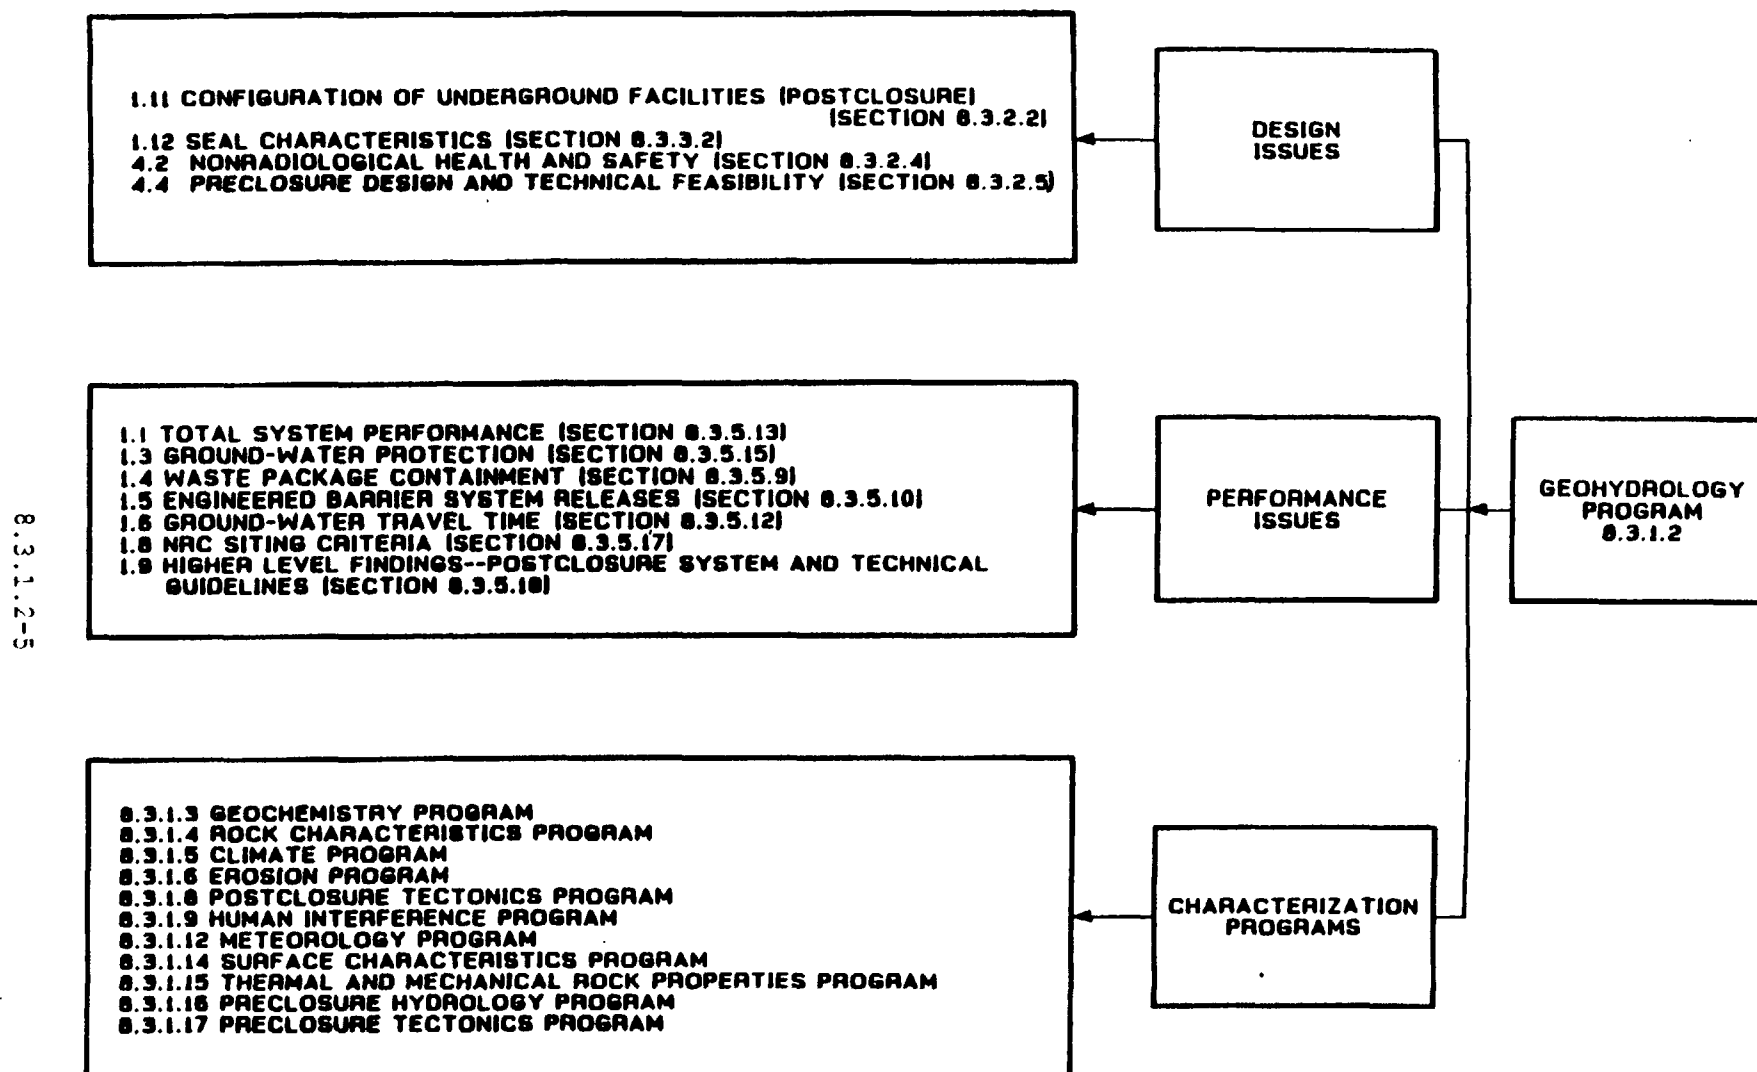 1.11 CONFIGURATION OF UNDERGROUND FACILITIES (POSTCLOSURE)
(SECTION 8.3.2.2)
1.12 SEAL CHARACTERISTICS (SECTION 8.3.3.2)
4.2 NONRADIOLOGICAL HEALTH AND SAFETY (SECTION 8.3.2.4)
4.4 PRECLOSURE DESIGN AND TECHNICAL FEASIBILITY (SECTION 8.3.2.5)
DESIGN
ISSUES
1.1 TOTAL SYSTEM PERFORMANCE (SECTION 8.3.5.13)
1.3 GROUND-WATER PROTECTION (SECTION 8.3.5.15)
1.4 WASTE PACKAGE CONTAINMENT (SECTION 8.3.5.9)
1.5 ENGINEERED BARRIER SYSTEM RELEASES (SECTION 8.3.5.10)
1.6 GROUND-WATER TRAVEL TIME (SECTION 8.3.5.12)
1.8 NRC SITING CRITERIA (SECTION 8.3.5.17)
1.9 HIGHER LEVEL FINDINGS--POSTCLOSURE SYSTEM AND TECHNICAL
GUIDELINES (SECTION 8.3.5.18)
PERFORMANCE
ISSUES
GEOHYDROLOGY
PROGRAM
8.3.1.2
8.3.1.3 GEOCHEMISTRY PROGRAM
8.3.1.4 ROCK CHARACTERISTICS PROGRAM
8.3.1.5 CLIMATE PROGRAM
8.3.1.6 EROSION PROGRAM
8.3.1.8 POSTCLOSURE TECTONICS PROGRAM
8.3.1.9 HUMAN INTERFERENCE PROGRAM
8.3.1.12 METEOROLOGY PROGRAM
8.3.1.14 SURFACE CHARACTERISTICS PROGRAM
8.3.1.15 THERMAL AND MECHANICAL ROCK PROPERTIES PROGRAM
8.3.1.16 PRECLOSURE HYDROLOGY PROGRAM
8.3.1.17 PRECLOSURE TECTONICS PROGRAM
CHARACTERIZATION
PROGRAMS
8.3.1.2-5